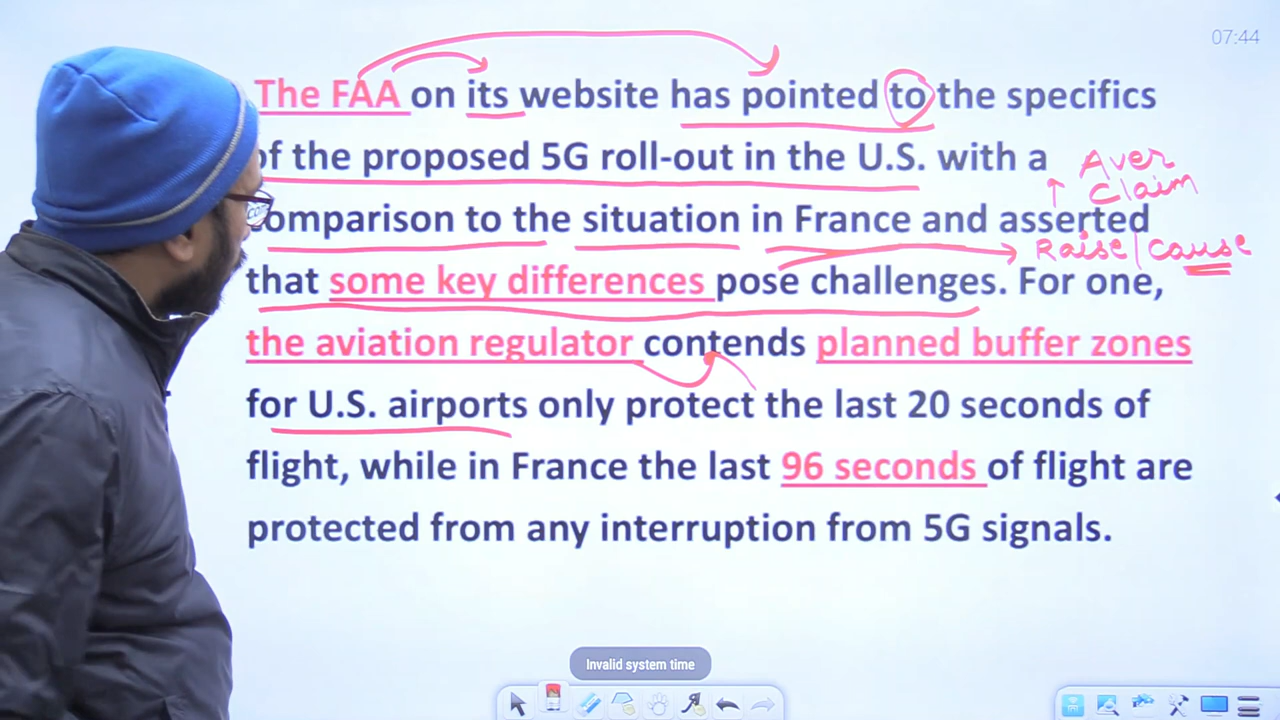 07:44
The FAA on its website has pointed to the specifics
of the proposed 5G roll-out in the U.S. with a
Aver
Claim
comparison to the situation in France and asserted
Raise/cause
that some key differences pose challenges. For one,
the aviation regulator contends planned buffer zones
for U.S. airports only protect the last 20 seconds of
flight, while in France the last 96 seconds of flight are
protected from any interruption from 5G signals.
Invalid system time